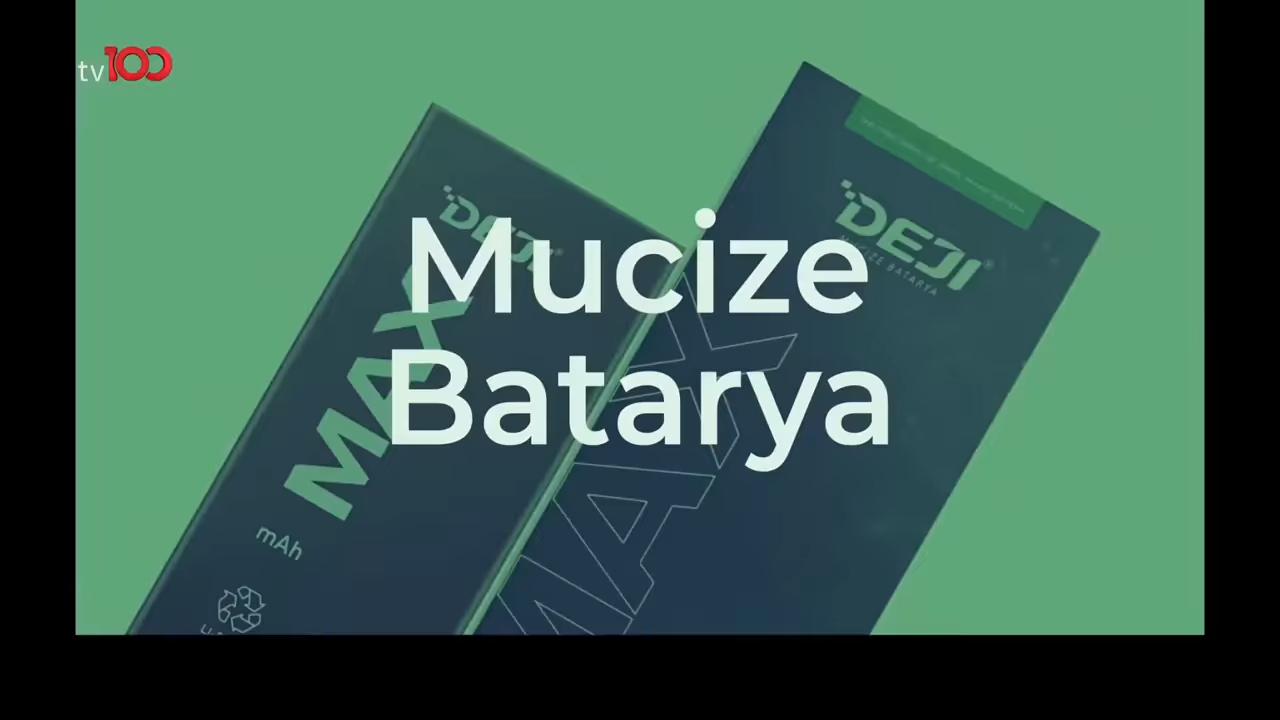 tv100
DEJI
DEJI
MUCIZE BATARYA
Mucize
Batarya
MAX
MAX
mAh